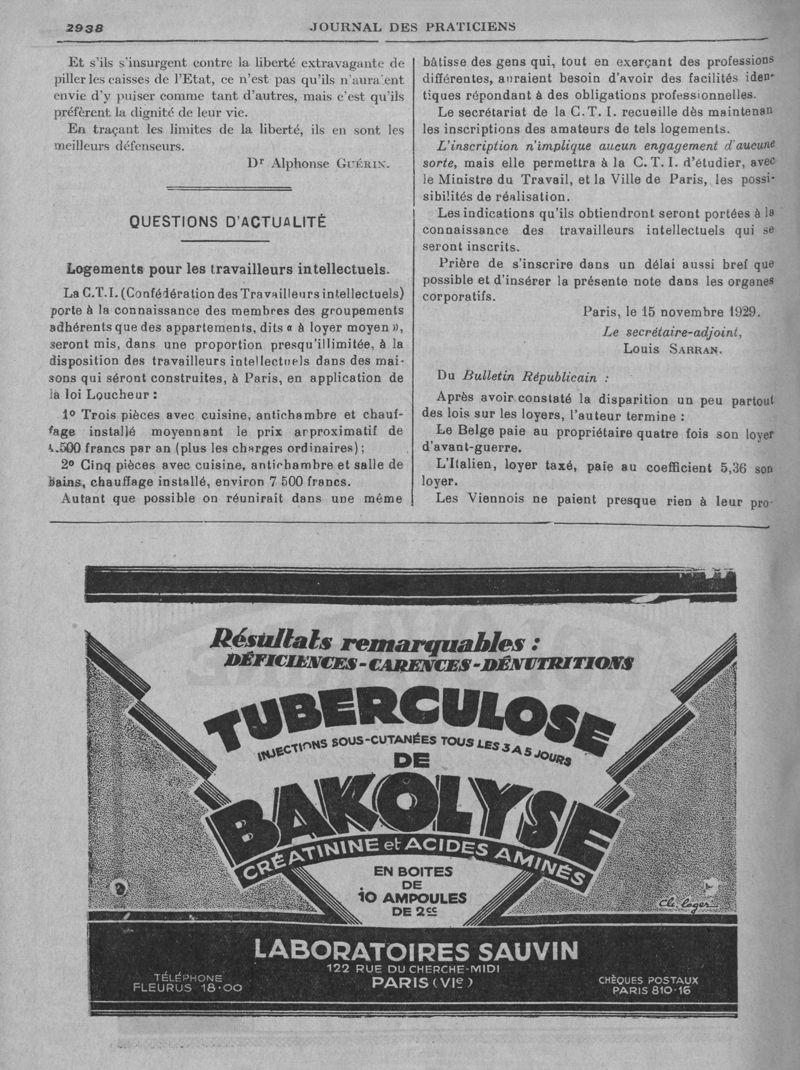 2938
JOURNAL DES PRATICIENS
Et s'ils s'insurgent contre la liberté extravagante de
piller les caisses de l'Etat, ce n'est pas qu'ils n'auraient
envie d'y puiser comme tant d'autres, mais c'est qu'ils
préfèrent la dignité de leur vie.
En traçant les limites de la liberté, ils en sont les
meilleurs défenseurs.
Dr Alphonse GUÉRIN.
QUESTIONS D'ACTUALITÉ
Logements pour les travailleurs intellectuels.
La C.T.I. (Confédération des Travailleurs intellectuels)
porte à la connaissance des membres des groupements
adhérents que des appartements, dits « à loyer moyen »,
seront mis, dans une proportion presqu'illimitée, à la
disposition des travailleurs intellectuels dans des mai-
sons qui séront construites, à Paris, en application de
la loi Loucheur :
1º Trois pièces avec cuisine, antichambre et chauf-
fage installé moyennant le prix approximatif de
4.500 francs par an (plus les charges ordinaires) ;
2º Cinq pièces avec cuisine, antichambre et salle de
bains, chauffage installé, environ 7 500 francs.
Autant que possible on réunirait dans une même
bâtisse des gens qui, tout en exerçant des professions
différentes, auraient besoin d'avoir des facilités iden-
tiques répondant à des obligations professionnelles.
Le secrétariat de la C. T. I. recueille dès maintenan
les inscriptions des amateurs de tels logements.
L'inscription n'implique aucun engagement d'aucune
sorte, mais elle permettra à la C. T. I. d'étudier, avec
le Ministre du Travail, et la Ville de Paris, les possi-
sibilités de réalisation.
Les indications qu'ils obtiendront seront portées à la
connaissance des travailleurs intellectuels qui se
seront inscrits.
Prière de s'inscrire dans un délai aussi bref que
possible et d'insérer la présente note dans les organes
corporatifs.
Paris, le 15 novembre 1929.
Le secrétaire-adjoint,
Louis SARRAN.
Du Bulletin Républicain :
Après avoir constaté la disparition un peu partout
des lois sur les loyers, l'auteur termine :
Le Belge paie au propriétaire quatre fois son loyer
d'avant-guerre.
L'Italien, loyer taxé, paie au coefficient 5,36 son
loyer.
Les Viennois ne paient presque rien à leur pro-
Résultats remarquables :
DÉFICIENCES - CARENCES - DÉNUTRITIONS
TUBERCULOSE
INJECTIONS SOUS-CUTANÉES TOUS LES 3 A 5 JOURS
DE
BAKOLYSE
CRÉATININE et ACIDES AMINÉS
EN BOITES
DE
10 AMPOULES
DE 2cc
Ch. Loger
LABORATOIRES SAUVIN
122 RUE DU CHERCHE-MIDI
PARIS (VIe)
TÉLÉPHONE
FLEURUS 18-00
CHÈQUES POSTAUX
PARIS 810-16